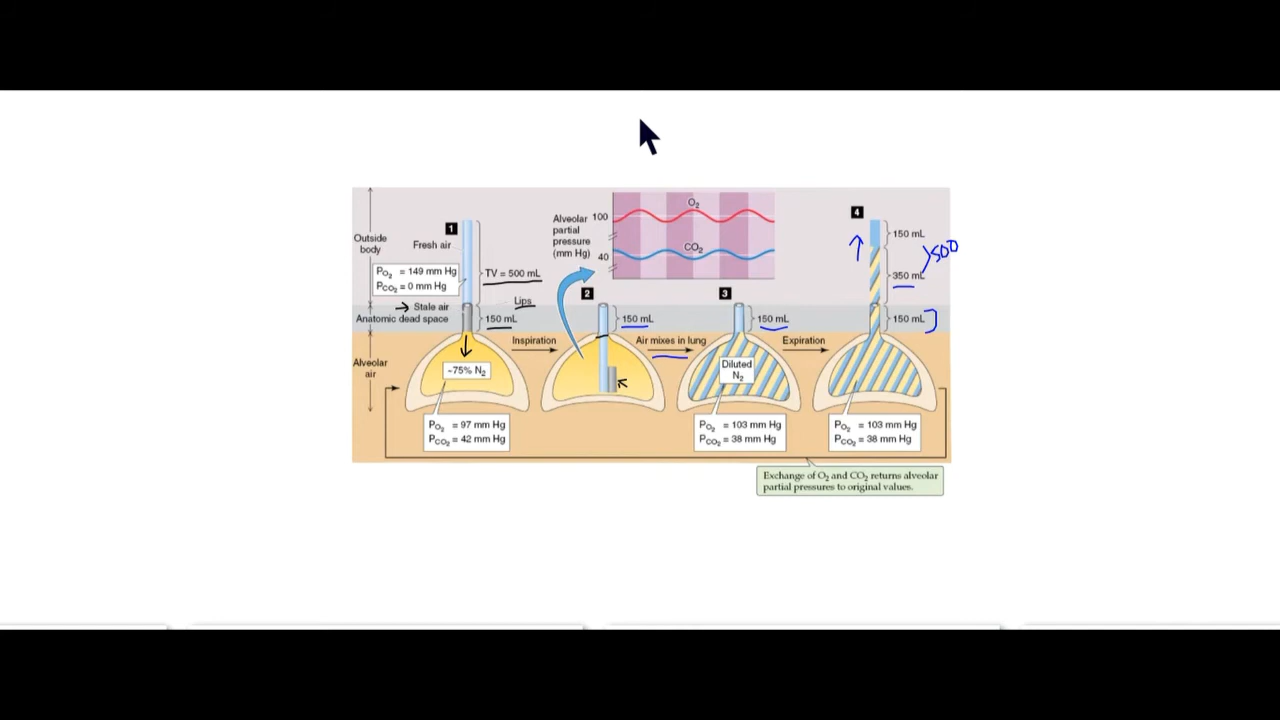 1
Outside
body
Fresh air
PO2 = 149 mm Hg
PCO2 = 0 mm Hg
TV = 500 mL
Stale air
Lips
Anatomic dead space
150 mL
Alveolar
air
~75% N2
PO2 = 97 mm Hg
PCO2 = 42 mm Hg
Inspiration
Alveolar
partial
pressure
(mm Hg)
100
40
O2
CO2
2
150 mL
Air mixes in lung
3
150 mL
Diluted
N2
PO2 = 103 mm Hg
PCO2 = 38 mm Hg
Expiration
4
150 mL
350 mL
500
150 mL
PO2 = 103 mm Hg
PCO2 = 38 mm Hg
Exchange of O2 and CO2 returns alveolar
partial pressures to original values.